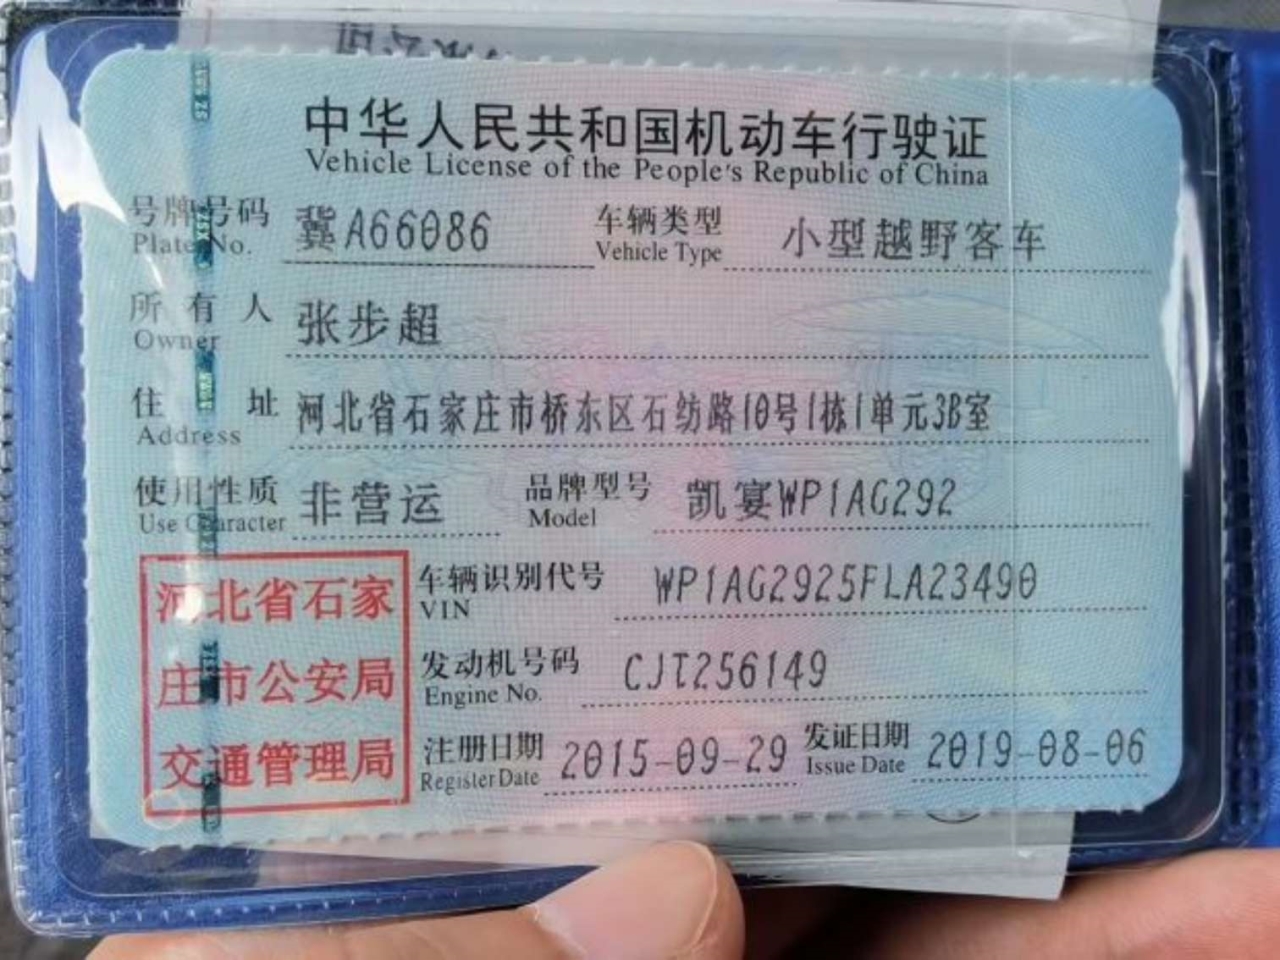 中华人民共和国机动车行驶证
Vehicle License of the People's Republic of China
号牌号码 冀A66086 车辆类型 小型越野客车
Plate No. Vehicle Type
所有人 张步超
Owner
住址 河北省石家庄市桥东区石纺路10号1栋1单元3B室
Address
使用性质 非营运 品牌型号 凯宴WP1AG292
Use Character Model
车辆识别代号 WP1AG2925FLA23490
VIN
发动机号码 CJT256149
Engine No.
注册日期 2015-09-29 发证日期 2019-08-06
Register Date Issue Date
河北省石家
庄市公安局
交通管理局